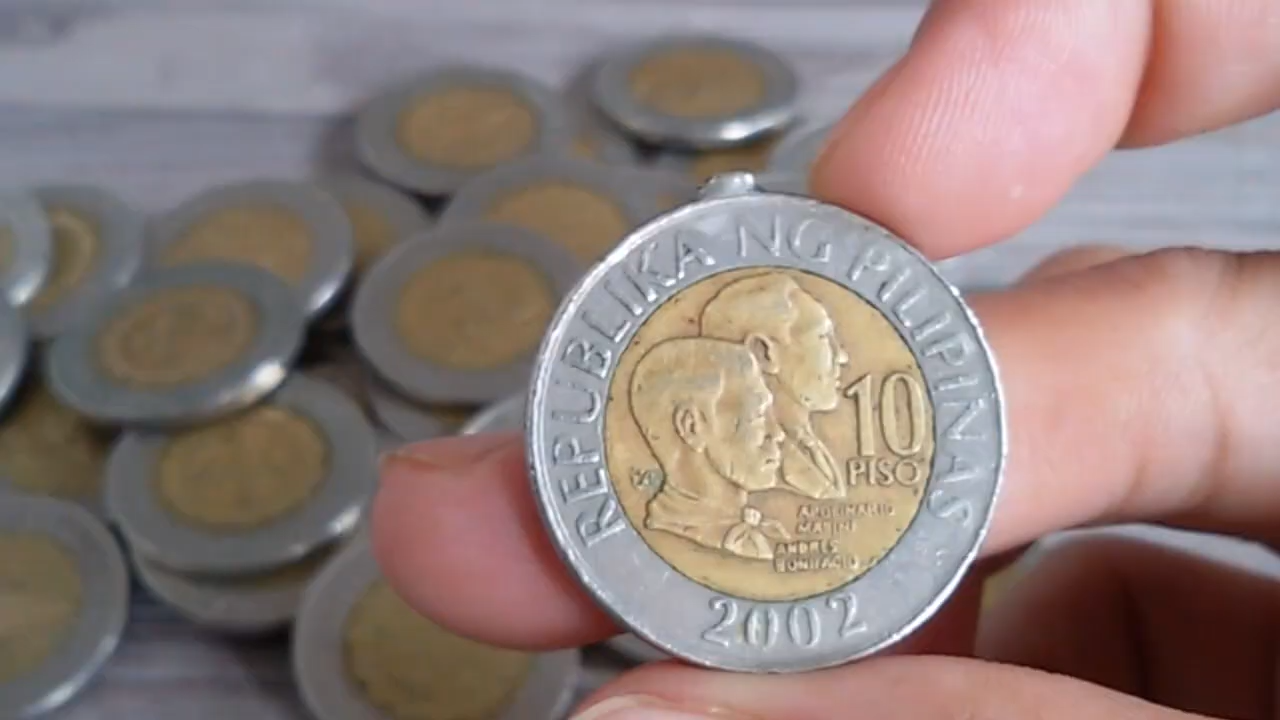 REPUBLIKA NG PILIPINAS
10
PISO
APOLINARIO
MABINI
ANDRES
BONIFACIO
2002